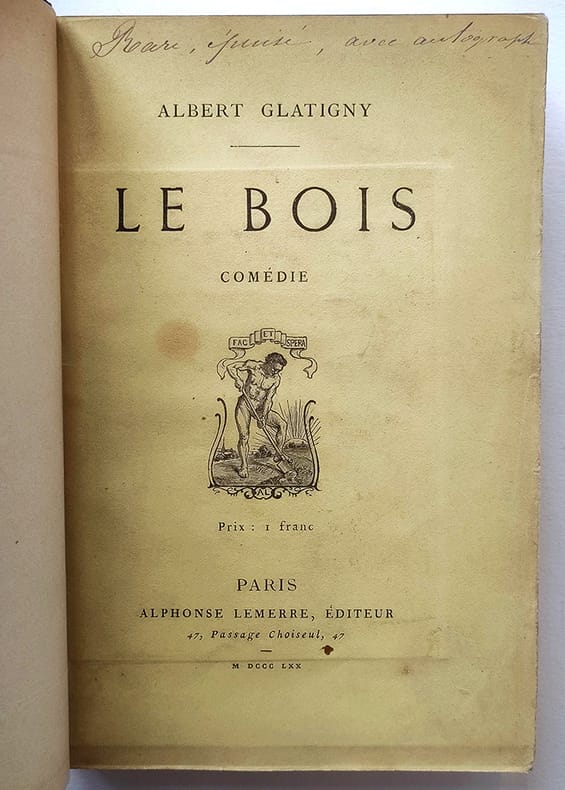 Rare, épuisé, avec autograph
ALBERT GLATIGNY
LE BOIS
COMÉDIE
FAC ET SPERA
AL
Prix : 1 franc
PARIS
ALPHONSE LEMERRE, ÉDITEUR
47, Passage Choiseul, 47
M DCCC LXX